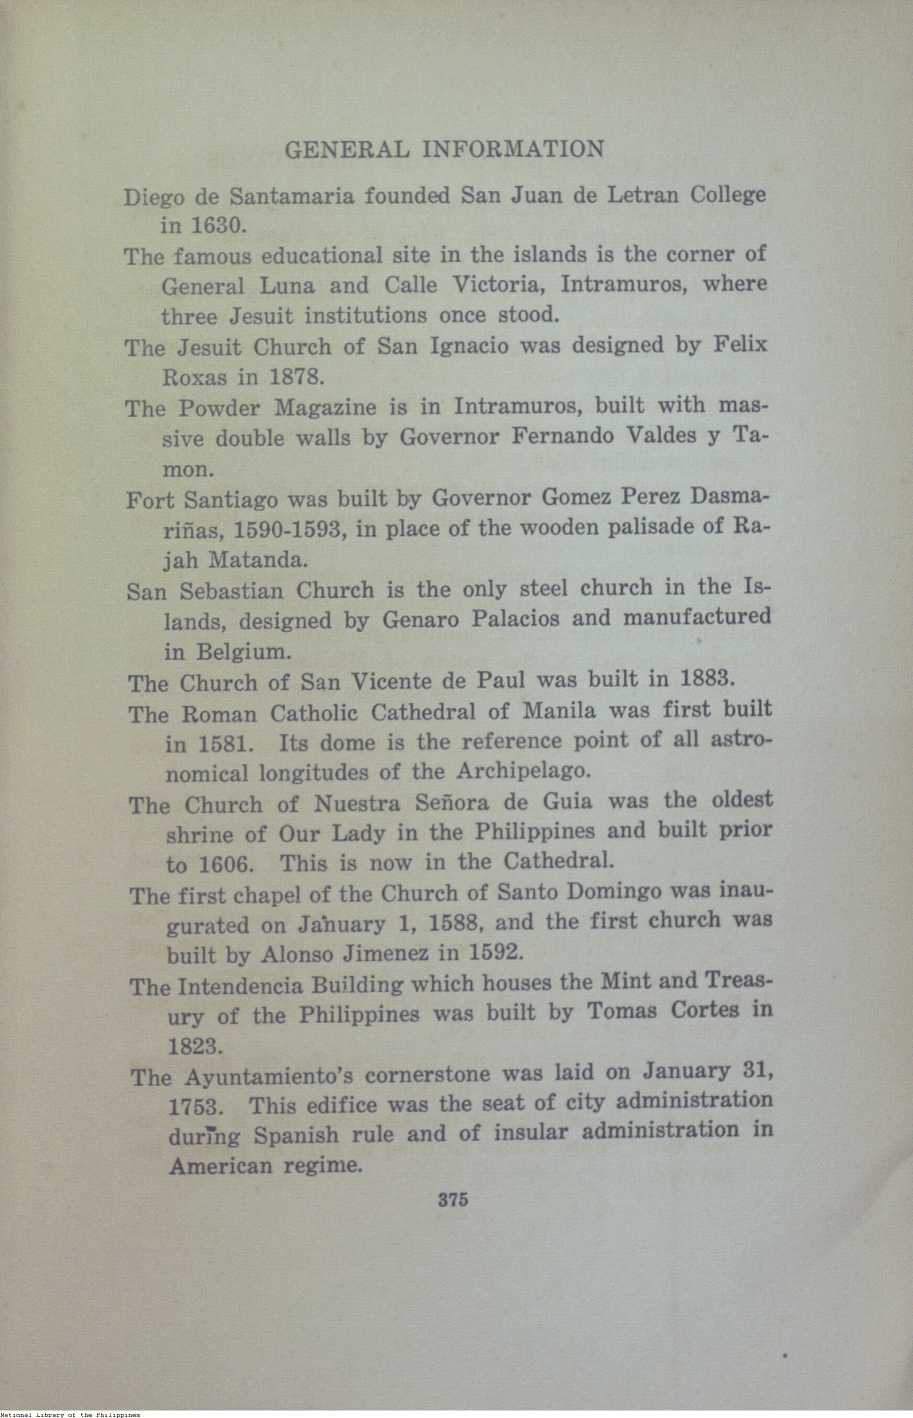 GENERAL INFORMATION
Diego de Santamaria founded San Juan de Letran College
in 1630.
The famous educational site in the islands is the corner of
General Luna and Calle Victoria, Intramuros, where
three Jesuit institutions once stood.
The Jesuit Church of San Ignacio was designed by Felix
Roxas in 1878.
The Powder Magazine is in Intramuros, built with mas-
sive double walls by Governor Fernando Valdes y Ta-
mon.
Fort Santiago was built by Governor Gomez Perez Dasma-
riñas, 1590-1593, in place of the wooden palisade of Ra-
jah Matanda.
San Sebastian Church is the only steel church in the Is-
lands, designed by Genaro Palacios and manufactured
in Belgium.
The Church of San Vicente de Paul was built in 1883.
The Roman Catholic Cathedral of Manila was first built
in 1581. Its dome is the reference point of all astro-
nomical longitudes of the Archipelago.
The Church of Nuestra Señora de Guia was the oldest
shrine of Our Lady in the Philippines and built prior
to 1606. This is now in the Cathedral.
The first chapel of the Church of Santo Domingo was inau-
gurated on January 1, 1588, and the first church was
built by Alonso Jimenez in 1592.
The Intendencia Building which houses the Mint and Treas-
ury of the Philippines was built by Tomas Cortes in
1823.
The Ayuntamiento's cornerstone was laid on January 31,
1753. This edifice was the seat of city administration
during Spanish rule and of insular administration in
American regime.
375
National Library of the Philippines